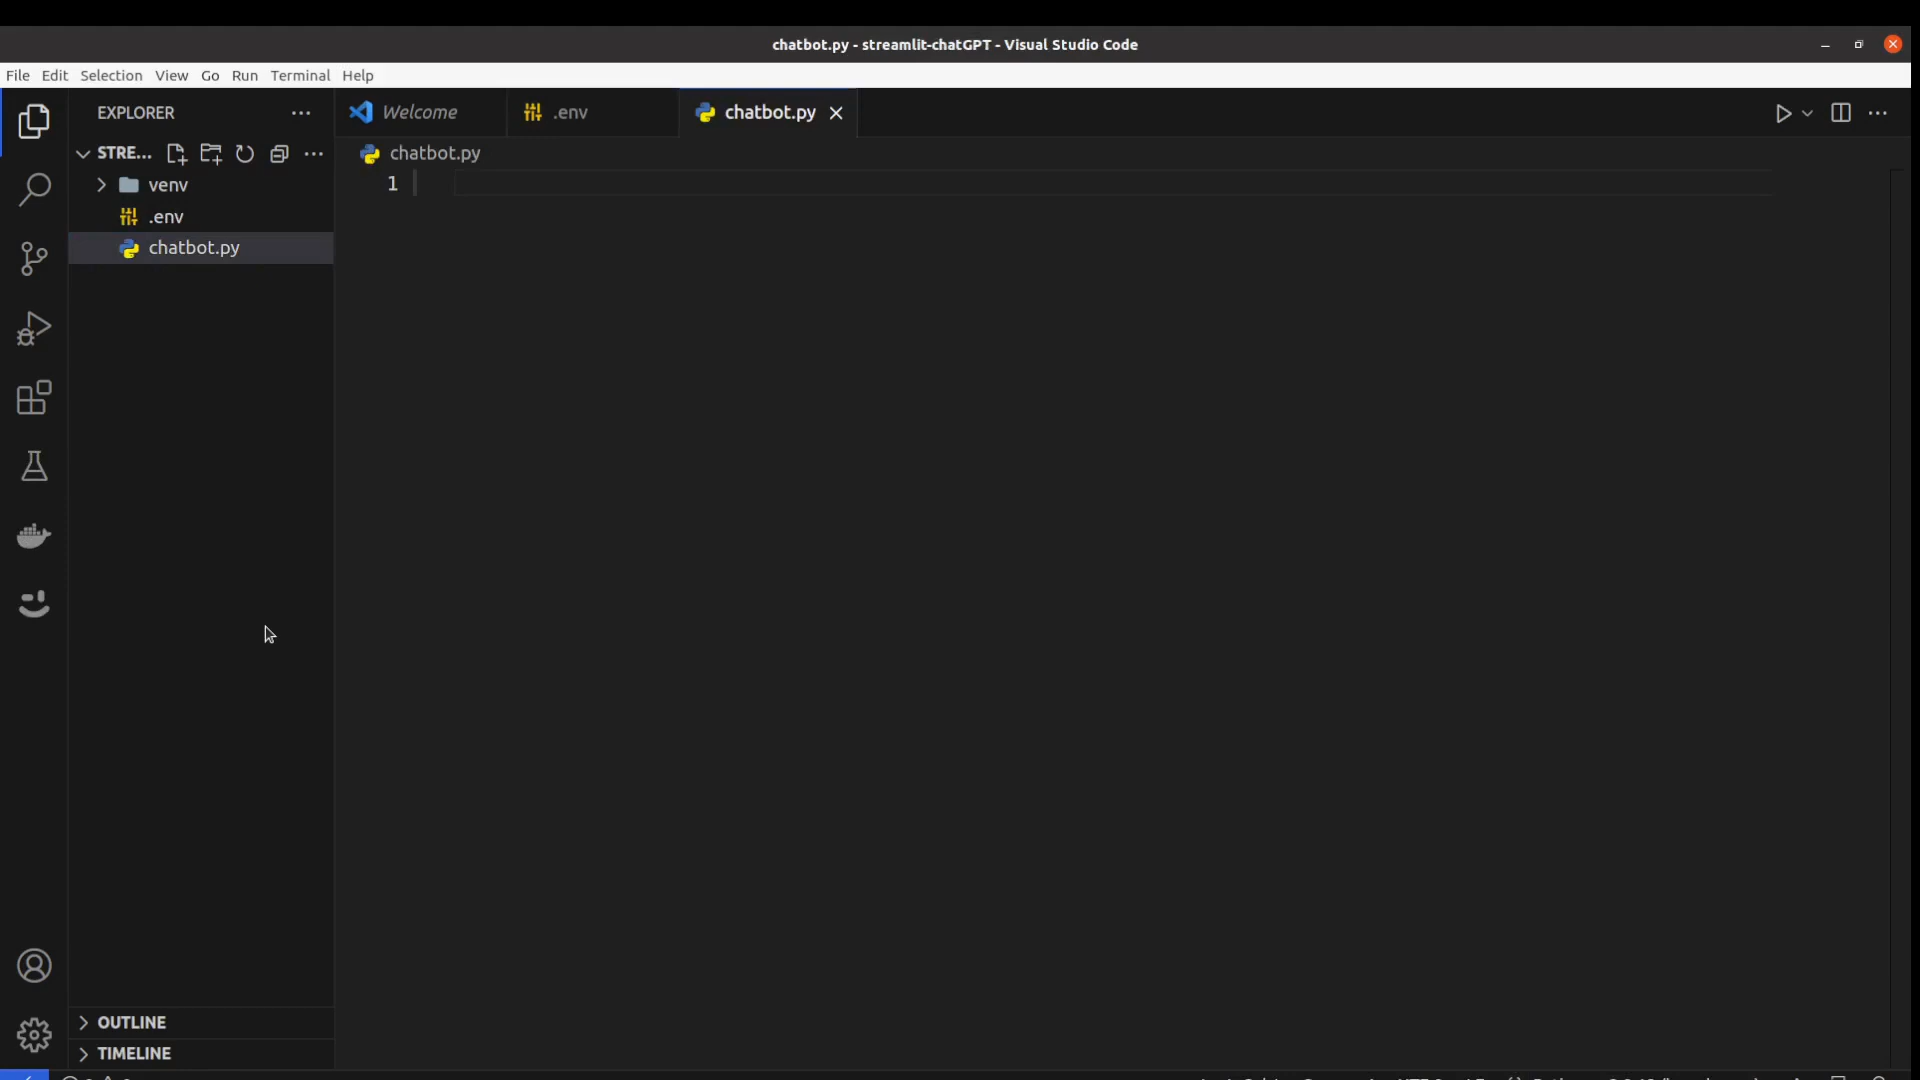 chatbot.py - streamlit-chatGPT - Visual Studio Code
File Edit Selection View Go Run Terminal Help
EXPLORER
Welcome
.env
chatbot.py
STRE...
chatbot.py
venv
1
.env
chatbot.py
OUTLINE
TIMELINE